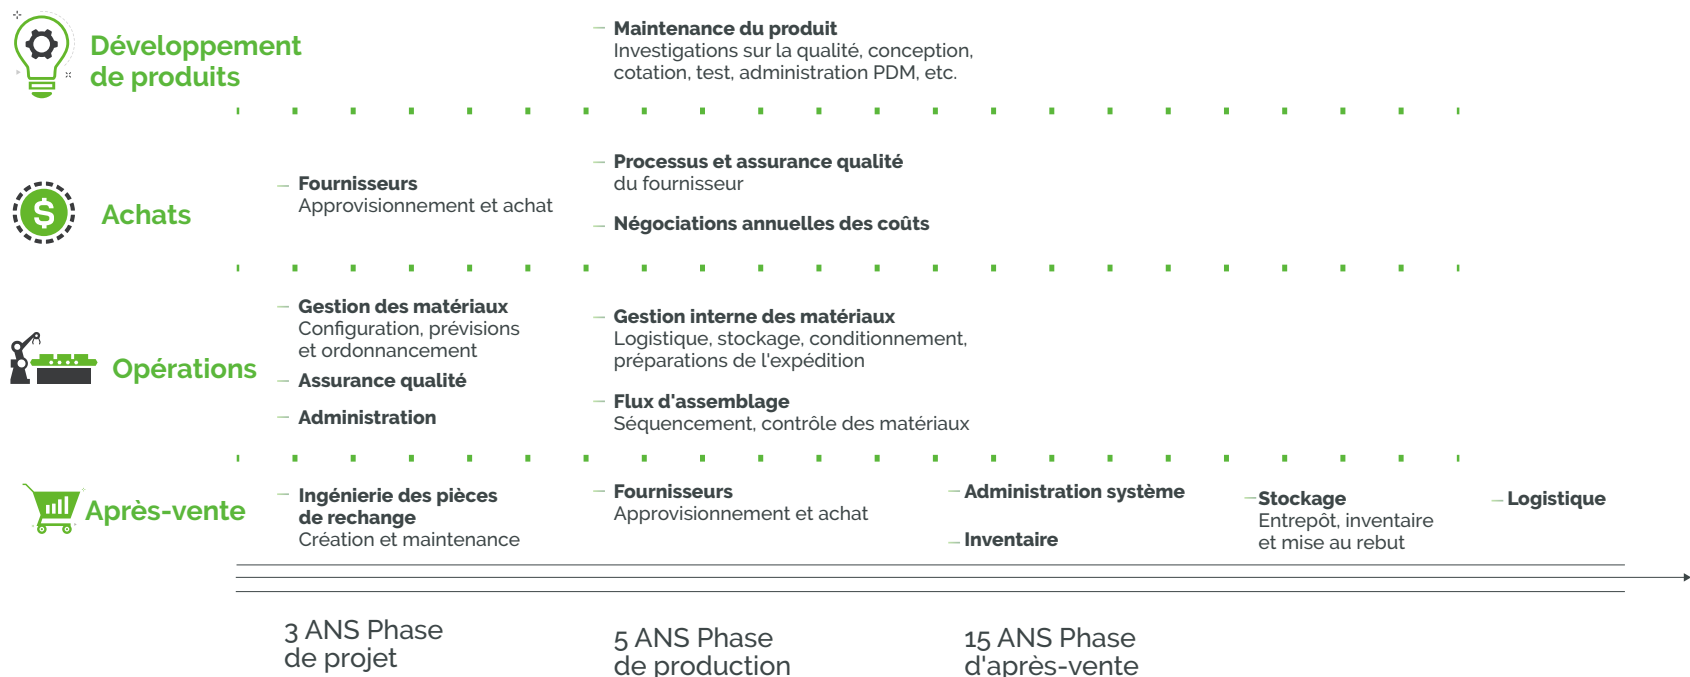 Développement
de produits
Maintenance du produit
Investigations sur la qualité, conception,
cotation, test, administration PDM, etc.
Achats
Fournisseurs
Approvisionnement et achat
Processus et assurance qualité
du fournisseur
Négociations annuelles des coûts
Opérations
Gestion des matériaux
Configuration, prévisions
et ordonnancement
Assurance qualité
Administration
Gestion interne des matériaux
Logistique, stockage, conditionnement,
préparations de l'expédition
Flux d'assemblage
Séquencement, contrôle des matériaux
Après-vente
Ingénierie des pièces
de rechange
Création et maintenance
Fournisseurs
Approvisionnement et achat
Administration système
Inventaire
Stockage
Entrepôt, inventaire
et mise au rebut
Logistique
3 ANS Phase
de projet
5 ANS Phase
de production
15 ANS Phase
d'après-vente